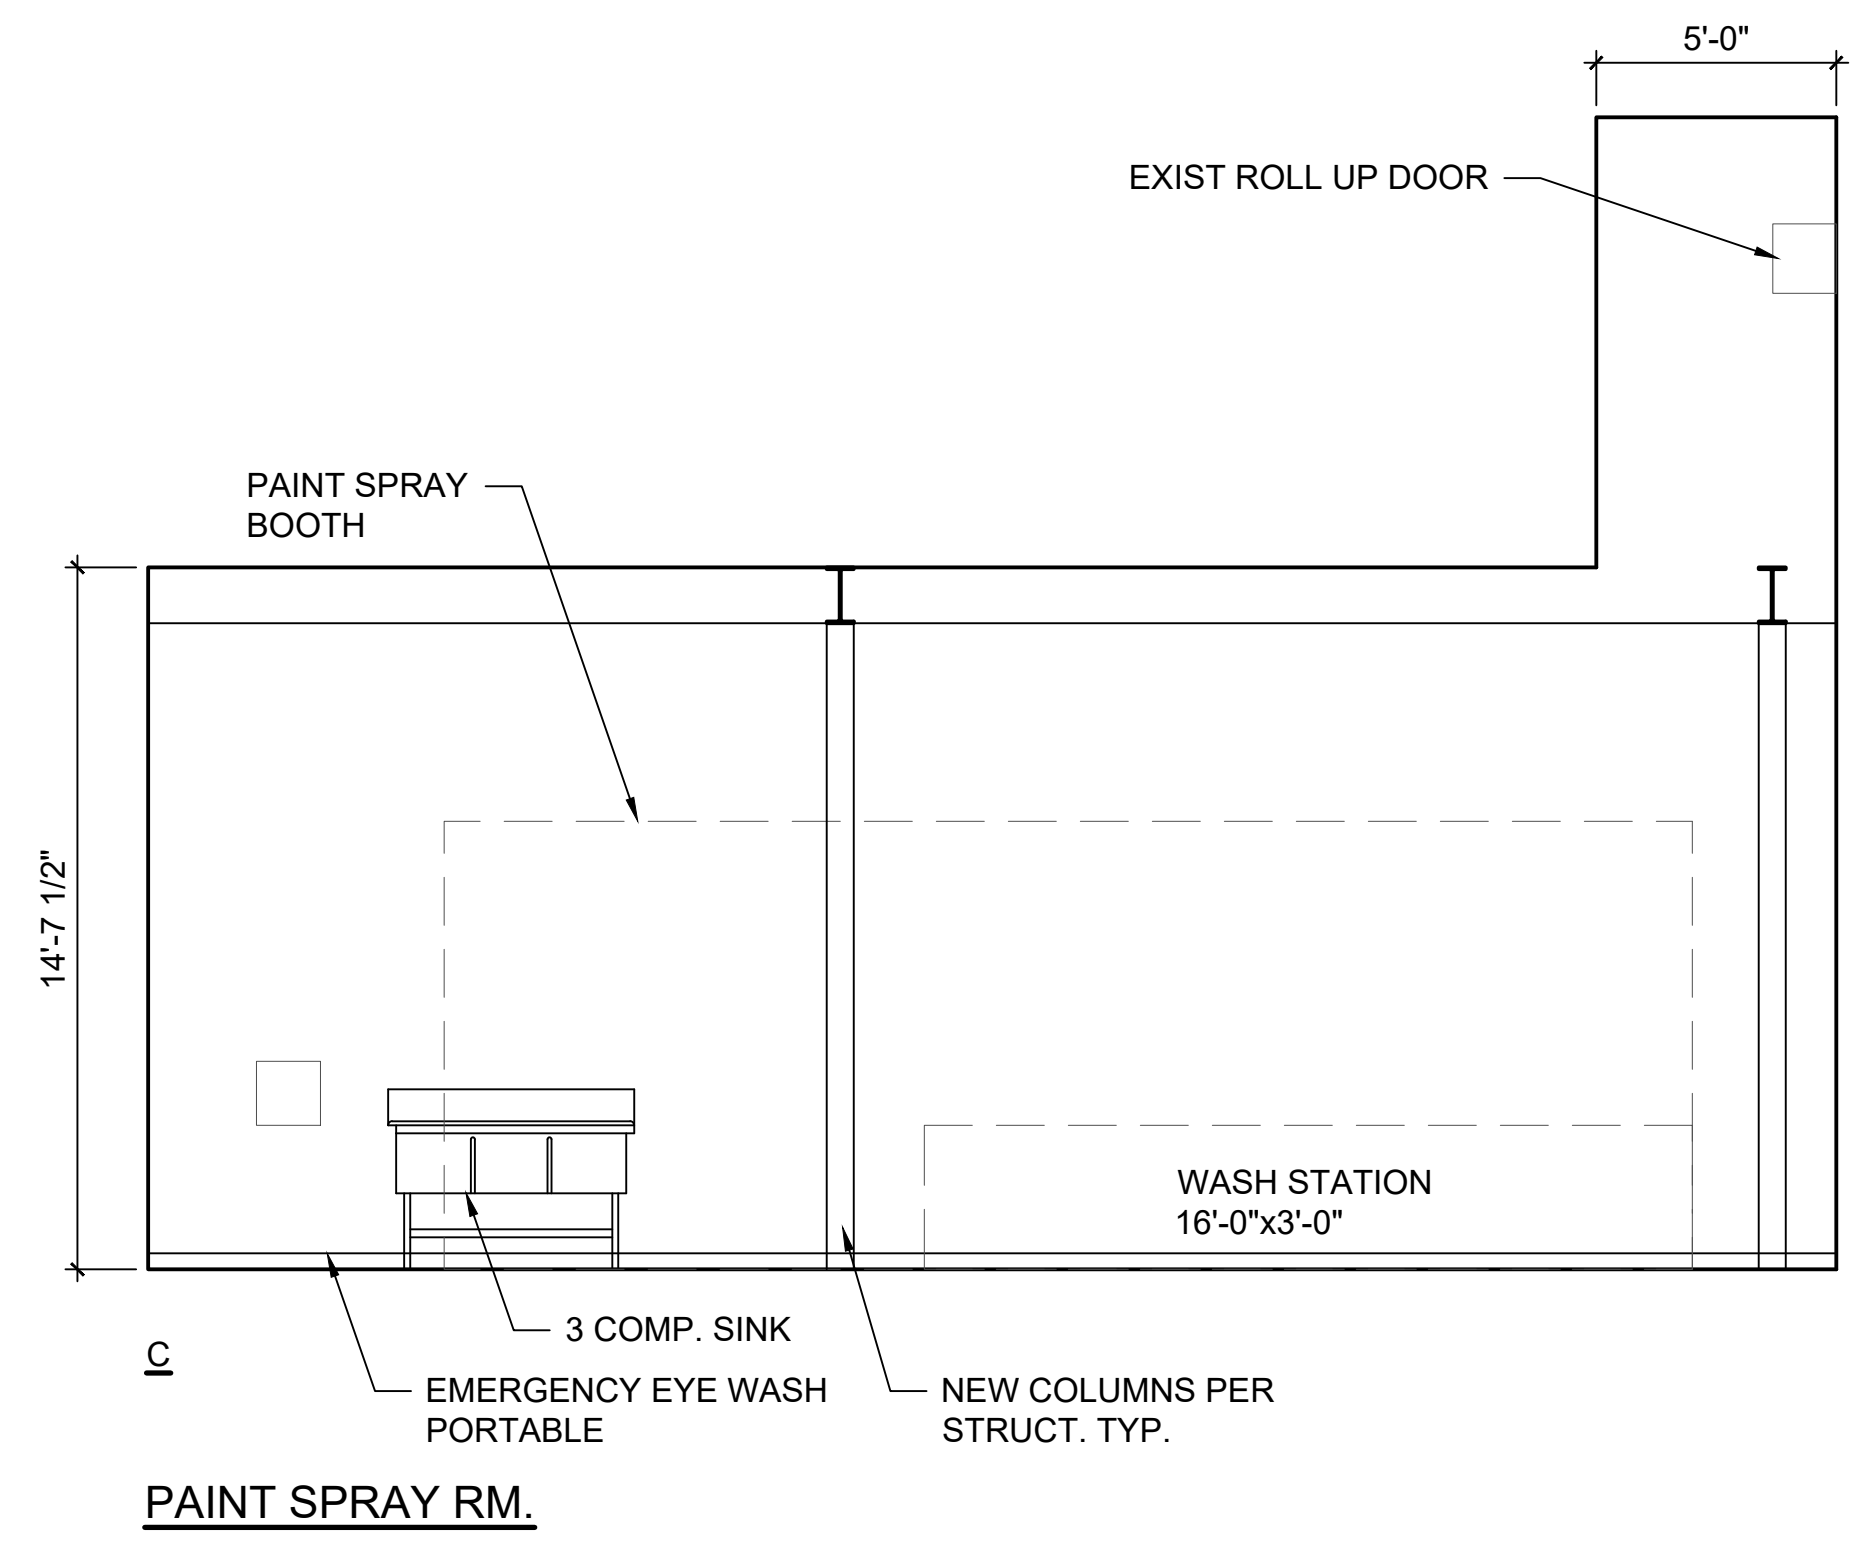 5'-0"
EXIST ROLL UP DOOR
PAINT SPRAY
BOOTH
14'-7 1/2"
WASH STATION
16'-0"x3'-0"
3 COMP. SINK
C
EMERGENCY EYE WASH
PORTABLE
NEW COLUMNS PER
STRUCT. TYP.
PAINT SPRAY RM.